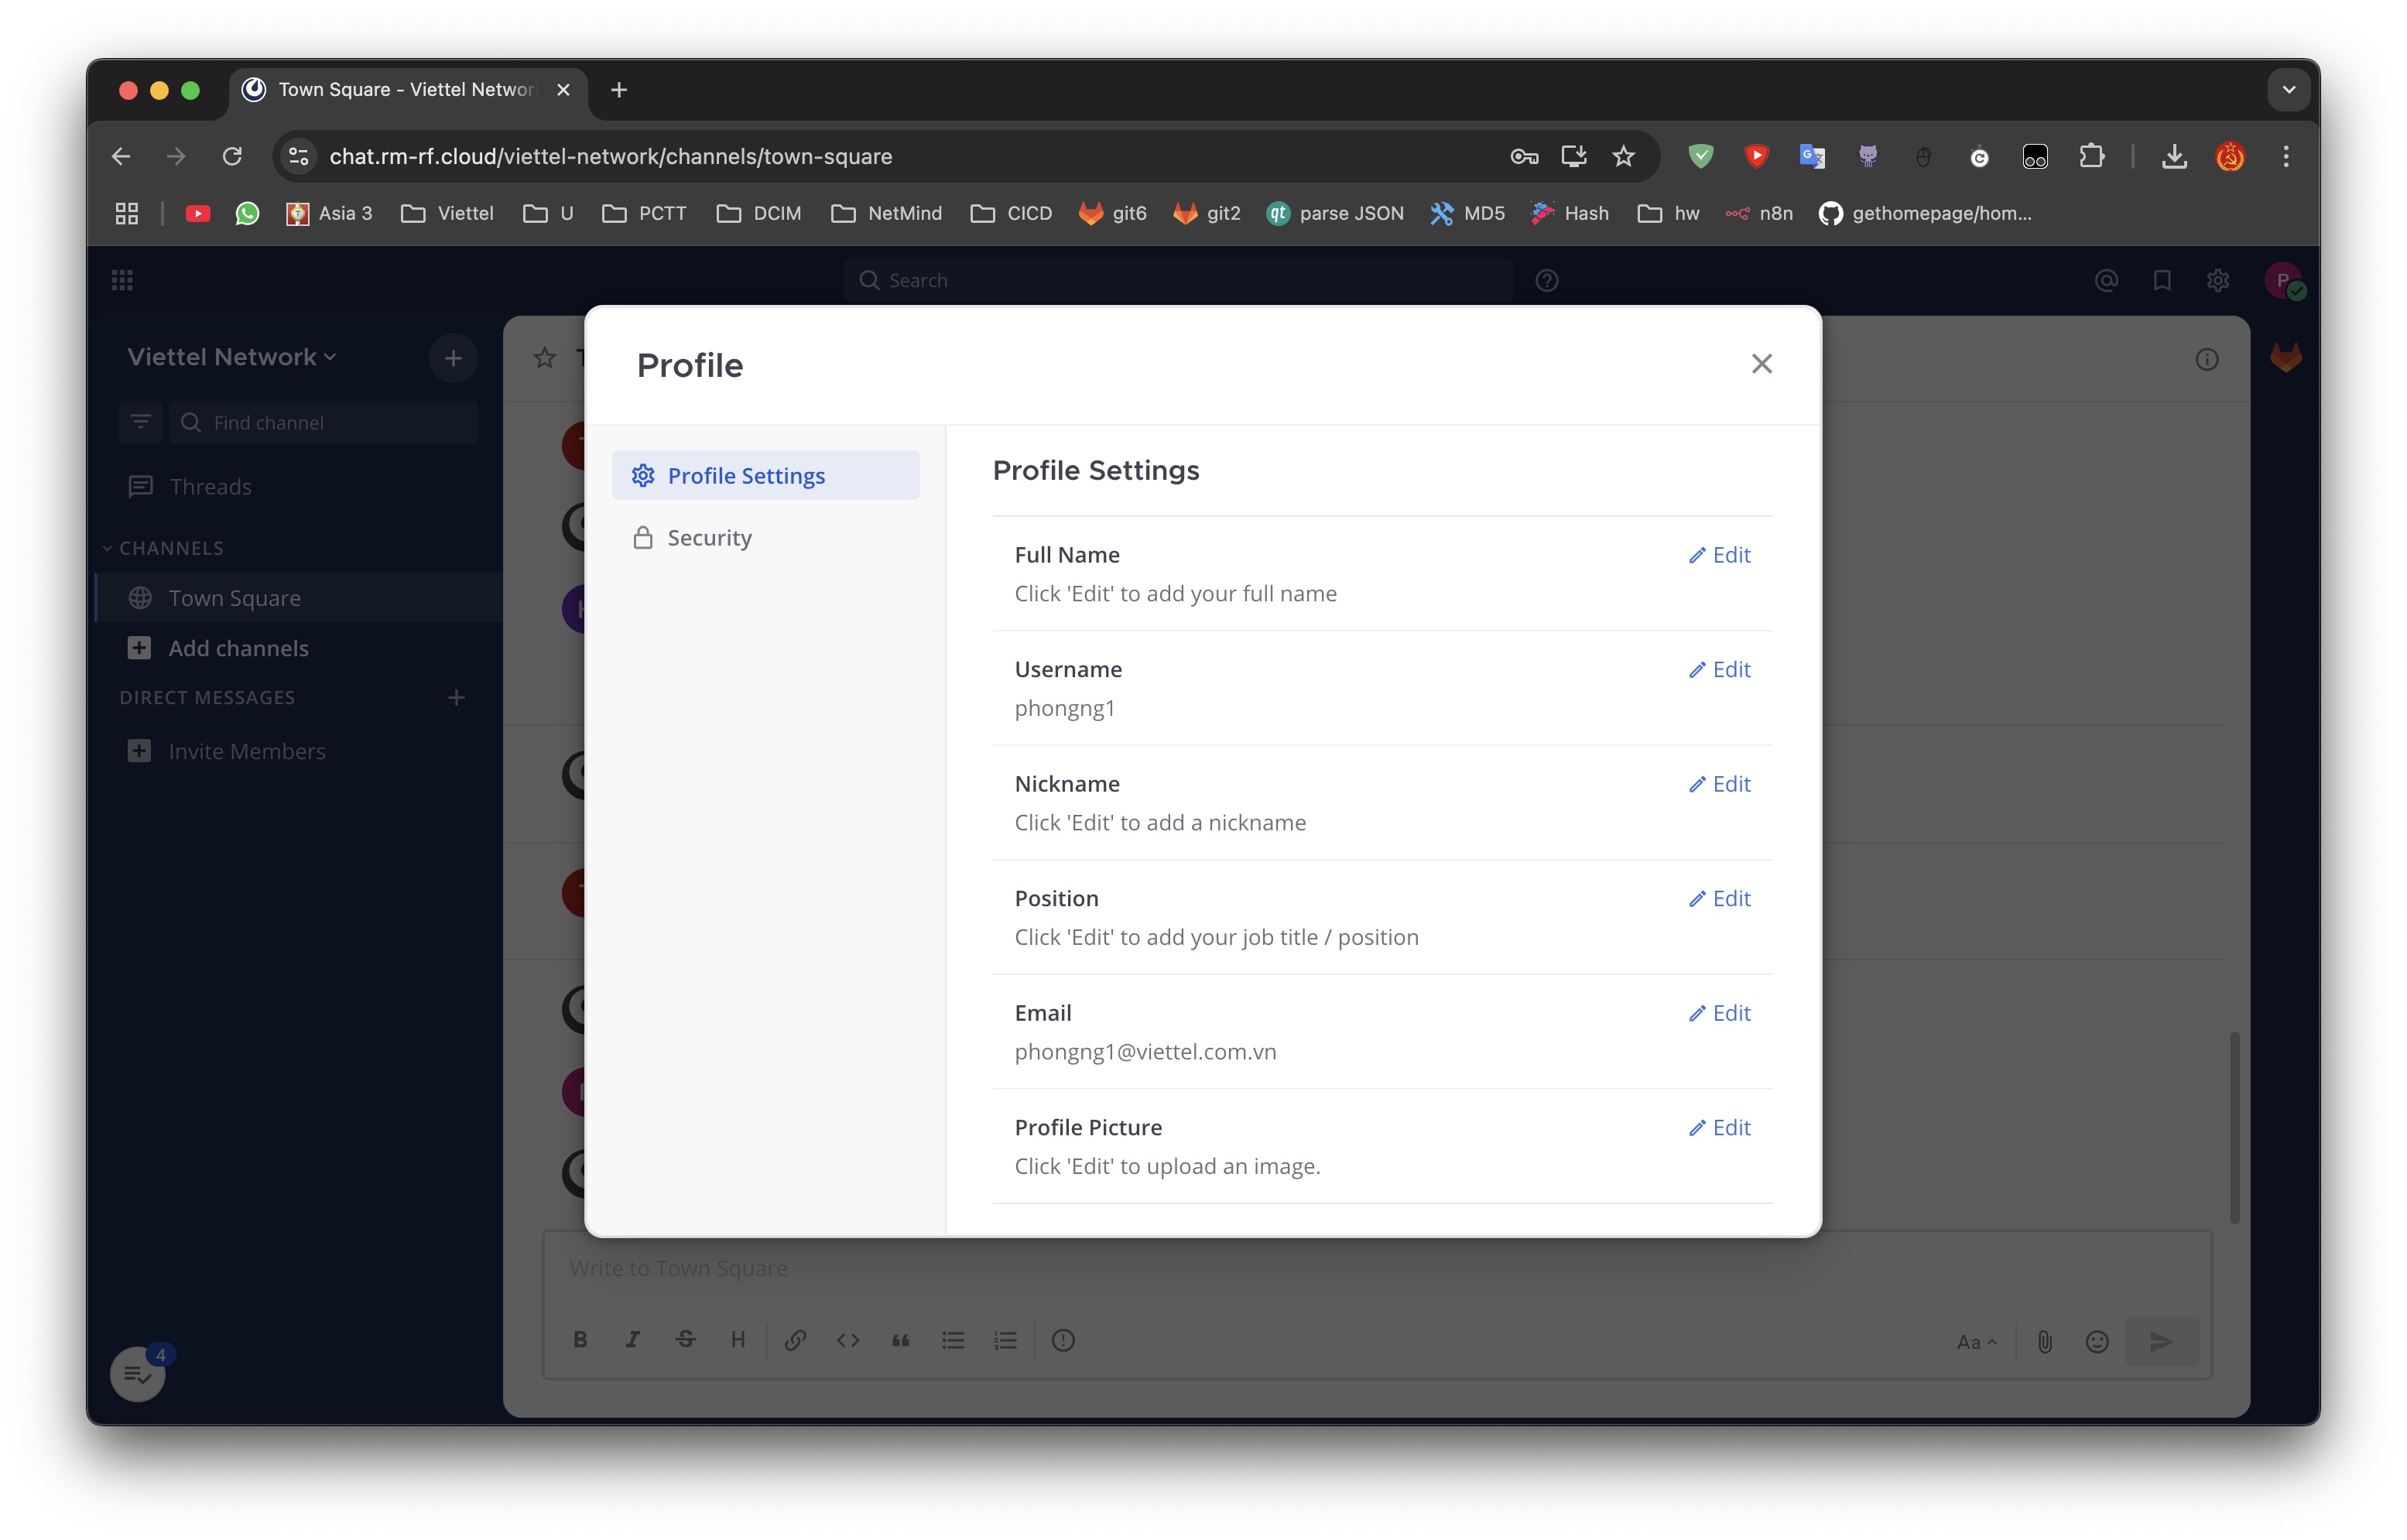 Town Square - Viettel Networ
chat.rm-rf.cloud/viettel-network/channels/town-square
Asia 3 Viettel U PCTT DCIM NetMind CICD git6 git2 parse JSON MD5 Hash hw n8n gethomepage/hom...
Search
P
Viettel Network
Find channel
Threads
CHANNELS
Town Square
Add channels
DIRECT MESSAGES
Invite Members
4
Profile
Profile Settings
Security
Profile Settings
Full Name Edit
Click 'Edit' to add your full name
Username Edit
phongng1
Nickname Edit
Click 'Edit' to add a nickname
Position Edit
Click 'Edit' to add your job title / position
Email Edit
phongng1@viettel.com.vn
Profile Picture Edit
Click 'Edit' to upload an image.
Write to Town Square
B I S H Aa